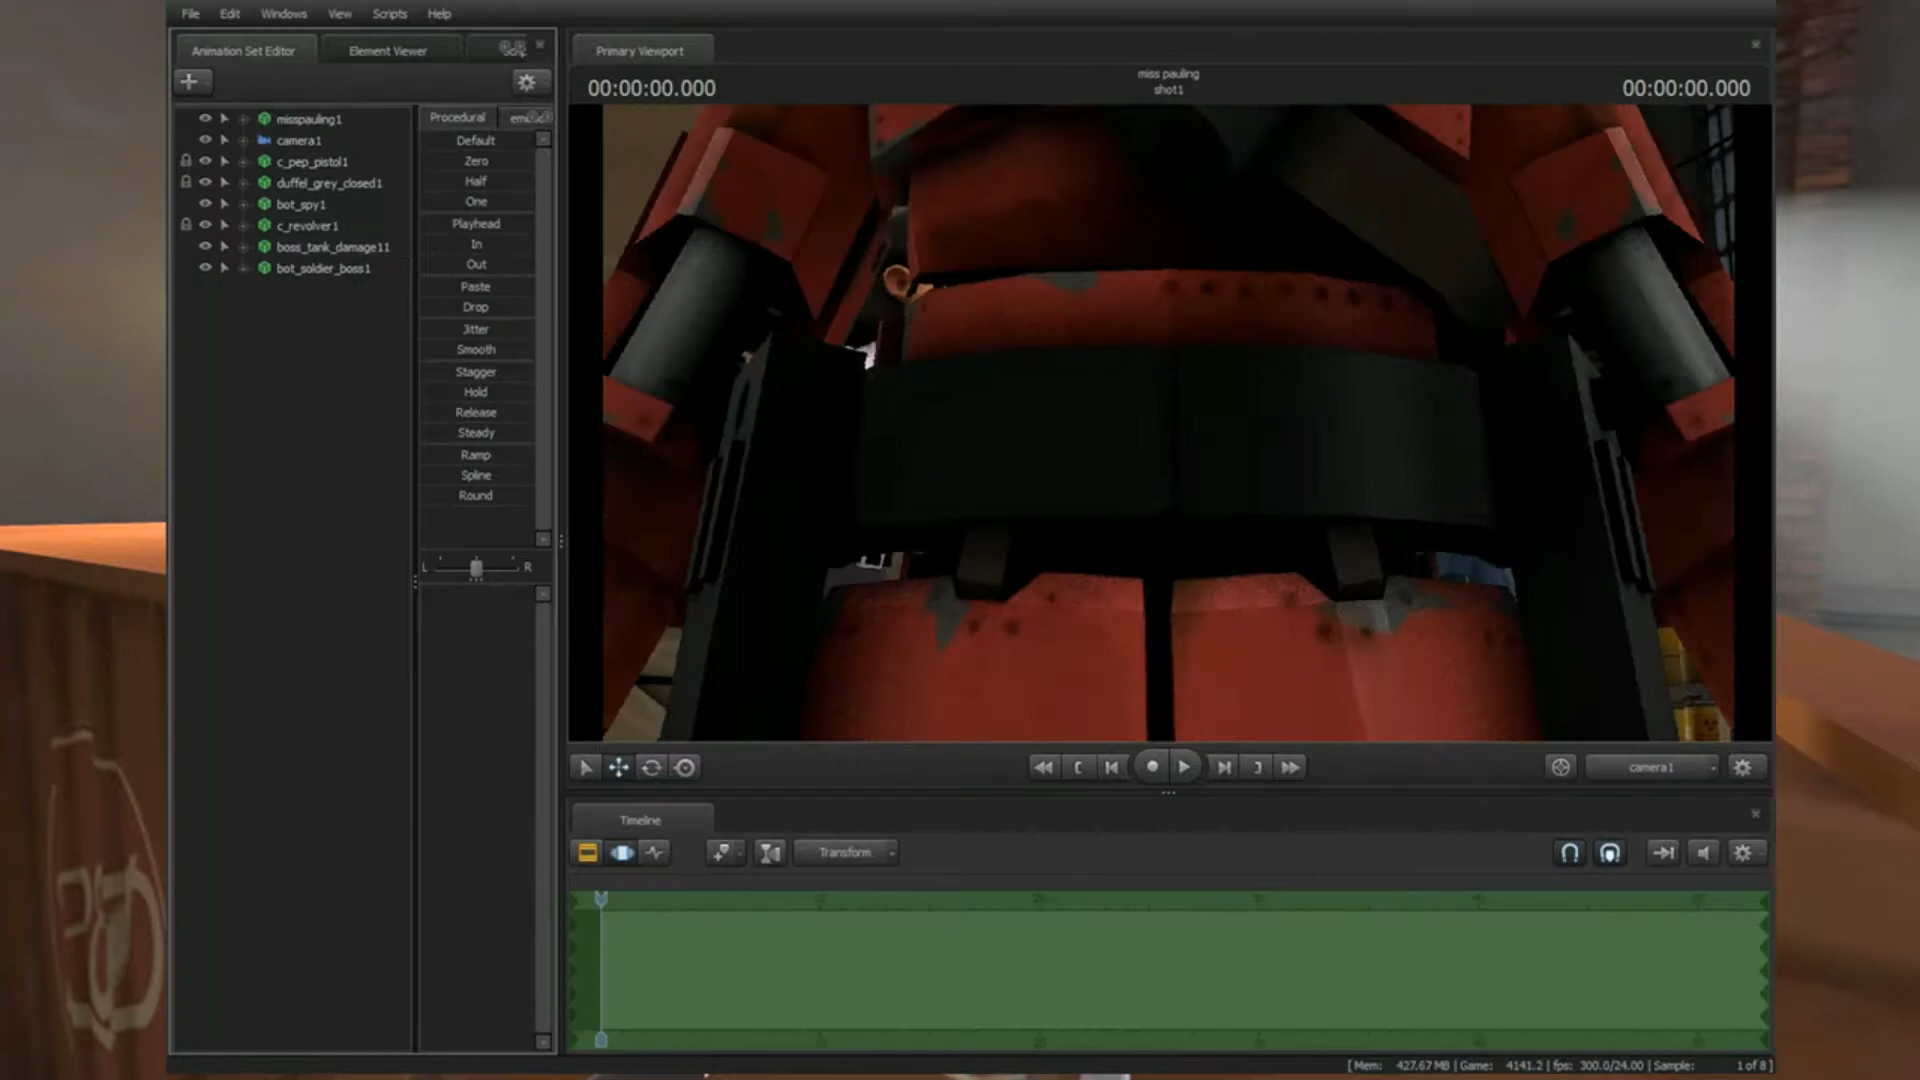 File Edit Windows View Scripts Help
Animation Set Editor Element Viewer
Primary Viewport
00:00:00.000
miss pauling
shot1
00:00:00.000
misspauling1
camera1
c_pep_pistol1
duffel_grey_closed1
bot_spy1
c_revolver1
boss_tank_damage11
bot_soldier_boss1
Procedural
Default
Zero
Half
One
Playhead
In
Out
Paste
Drop
Jitter
Smooth
Stagger
Hold
Release
Steady
Ramp
Spline
Round
L R
camera1
Timeline
Transform
[ Mem: 427.67 MB | Game: 4141.2 | fps: 300.0/24.00 | Sample: 1 of 8 ]